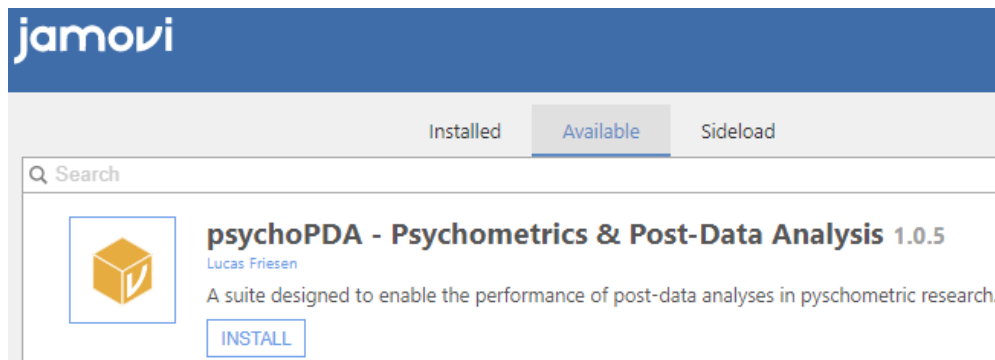 jamovi
Installed Available Sideload
Search
psychoPDA - Psychometrics & Post-Data Analysis 1.0.5
Lucas Friesen
A suite designed to enable the performance of post-data analyses in pyschometric research.
INSTALL